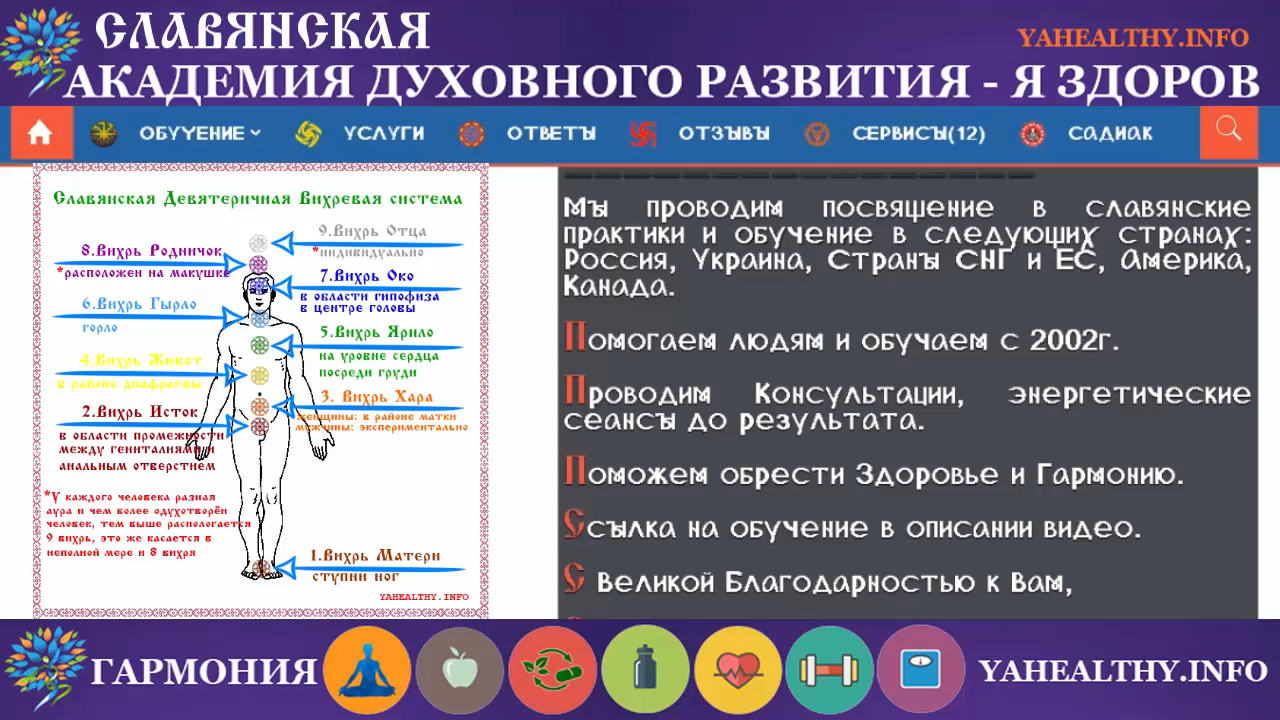 СЛАВЯНСКАЯ
YAHEALTHY.INFO
АКАДЕМИЯ ДУХОВНОГО РАЗВИТИЯ - Я ЗДОРОВ
ОБУЧЕНИЕ
УСЛУГИ
ОТВЕТЫ
ОТЗЫВЫ
СЕРВИСЫ(12)
САДИАК
Славянская Девятеричная Вихревая система
9.Вихрь Отца
*индивидуально
8.Вихрь Родничок
*расположен на макушке
7.Вихрь Око
в области гипофиза
в центре головы
6.Вихрь Гырло
горло
5.Вихрь Ярило
на уровне сердца
посреди груди
4.Вихрь Живот
в районе диафрагмы
3. Вихрь Хара
женщины: в районе матки
мужчины: экспериментально
2.Вихрь Исток
в области промежности
между гениталиями и
анальным отверстием
*У каждого человека разная
аура и чем более одухотворён
человек, тем выше распологается
9 вихрь, это же касается в
неполной мере и 8 вихря
1.Вихрь Матери
ступни ног
YAHEALTHY.INFO
Мы проводим посвящение в славянские
практики и обучение в следующих странах:
Россия, Украина, Страны СНГ и ЕС, Америка,
Канада.
Помогаем людям и обучаем с 2002г.
Проводим Консультации, энергетические
сеансы до результата.
Поможем обрести Здоровье и Гармонию.
Ссылка на обучение в описании видео.
С Великой Благодарностью к Вам,
ГАРМОНИЯ
YAHEALTHY.INFO